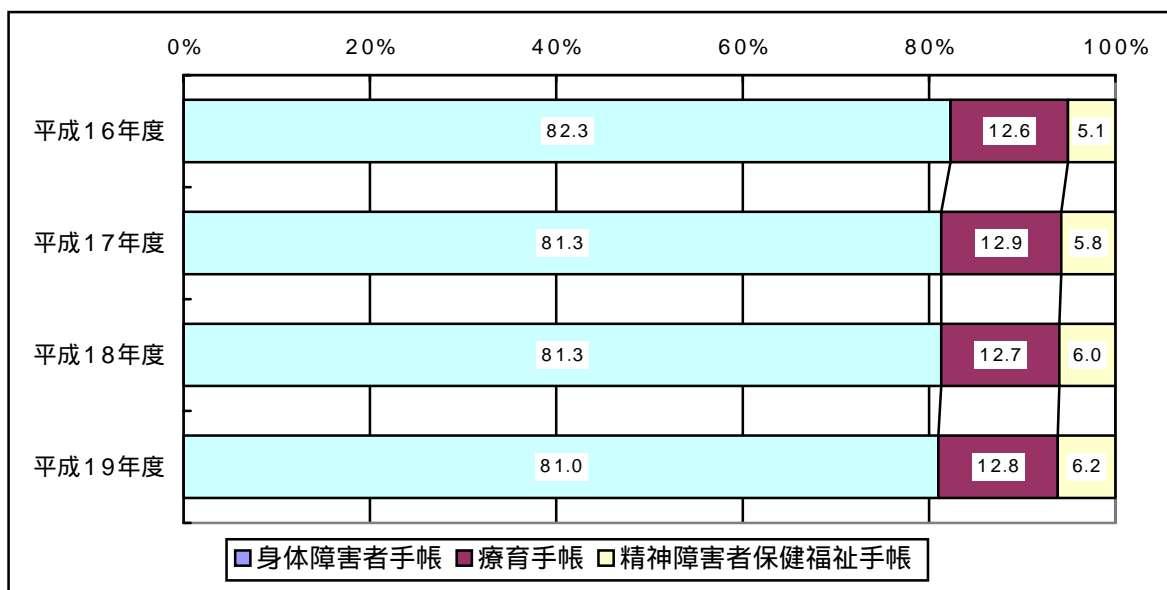 0% 20% 40% 60% 80% 100%
平成16年度 82.3 12.6 5.1
平成17年度 81.3 12.9 5.8
平成18年度 81.3 12.7 6.0
平成19年度 81.0 12.8 6.2
身体障害者手帳 療育手帳 精神障害者保健福祉手帳